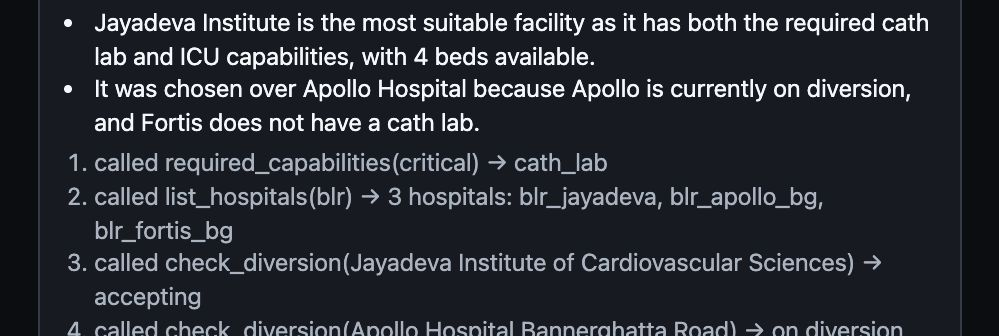 • Jayadeva Institute is the most suitable facility as it has both the required cath
lab and ICU capabilities, with 4 beds available.
• It was chosen over Apollo Hospital because Apollo is currently on diversion,
and Fortis does not have a cath lab.
1. called required_capabilities(critical) → cath_lab
2. called list_hospitals(blr) → 3 hospitals: blr_jayadeva, blr_apollo_bg,
blr_fortis_bg
3. called check_diversion(Jayadeva Institute of Cardiovascular Sciences) →
accepting
4. called check_diversion(Apollo Hospital Bannerghatta Road) → on diversion